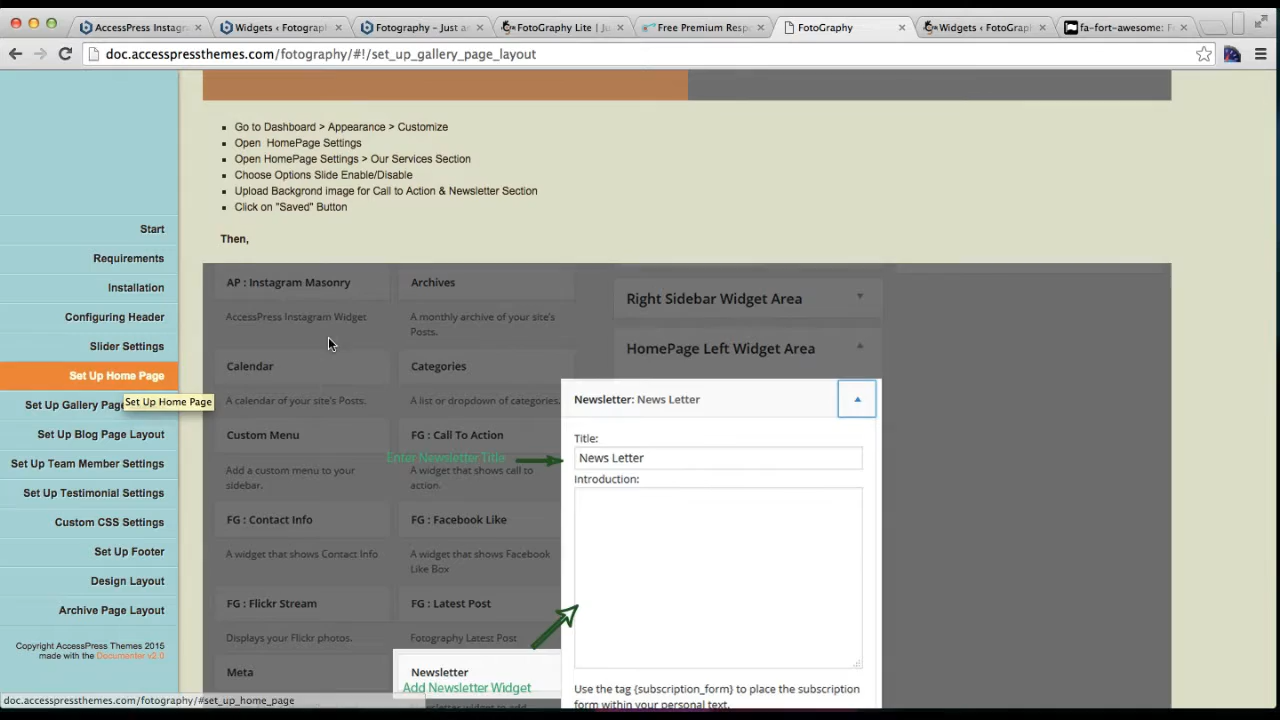 AccessPress Instagr
Widgets ‹ Fotograph
Fotography – Just an
FotoGraphy Lite | Ju
Free Premium Respo
FotoGraphy
Widgets ‹ FotoGraph
fa-fort-awesome: F
doc.accesspressthemes.com/fotography/#!/set_up_gallery_page_layout
Go to Dashboard > Appearance > Customize
Open HomePage Settings
Open HomePage Settings > Our Services Section
Choose Options Slide Enable/Disable
Upload Backgrond image for Call to Action & Newsletter Section
Click on "Saved" Button
Then,
Start
Requirements
Installation
Configuring Header
Slider Settings
Set Up Home Page
Set Up Gallery Page
Set Up Home Page
Set Up Blog Page Layout
Set Up Team Member Settings
Set Up Testimonial Settings
Custom CSS Settings
Set Up Footer
Design Layout
Archive Page Layout
Copyright AccessPress Themes 2015
made with the Documenter v2.0
AP : Instagram Masonry
AccessPress Instagram Widget
Archives
A monthly archive of your site's
Posts.
Calendar
A calendar of your site's Posts.
Categories
A list or dropdown of categories.
Custom Menu
Add a custom menu to your
sidebar.
FG : Call To Action
A widget that shows call to
action.
Enter Newsletter Title
FG : Contact Info
A widget that shows Contact Info
FG : Facebook Like
A widget that shows Facebook
Like Box
FG : Flickr Stream
Displays your Flickr photos.
FG : Latest Post
Fotography Latest Post
Meta
Newsletter
Add Newsletter Widget
Right Sidebar Widget Area
HomePage Left Widget Area
Newsletter: News Letter
Title:
News Letter
Introduction:
Use the tag {subscription_form} to place the subscription
form within your personal text.
doc.accesspressthemes.com/fotography/#set_up_home_page